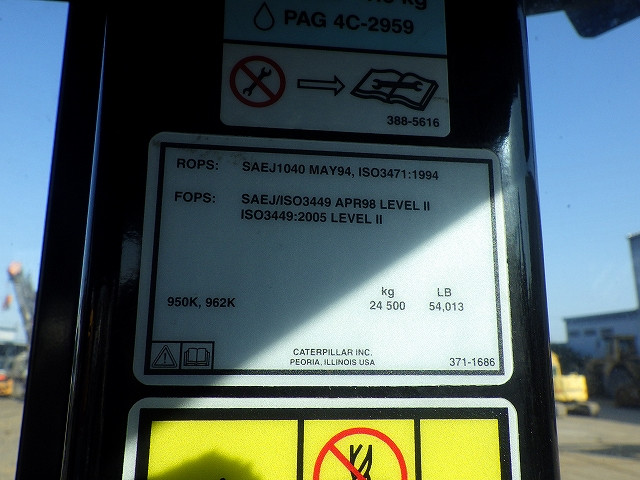 kg
PAG 4C-2959
388-5616
ROPS: SAEJ1040 MAY94, ISO3471:1994
FOPS: SAEJ/ISO3449 APR98 LEVEL II
ISO3449:2005 LEVEL II
kg LB
950K, 962K 24 500 54,013
CATERPILLAR INC.
PEORIA, ILLINOIS USA
371-1686